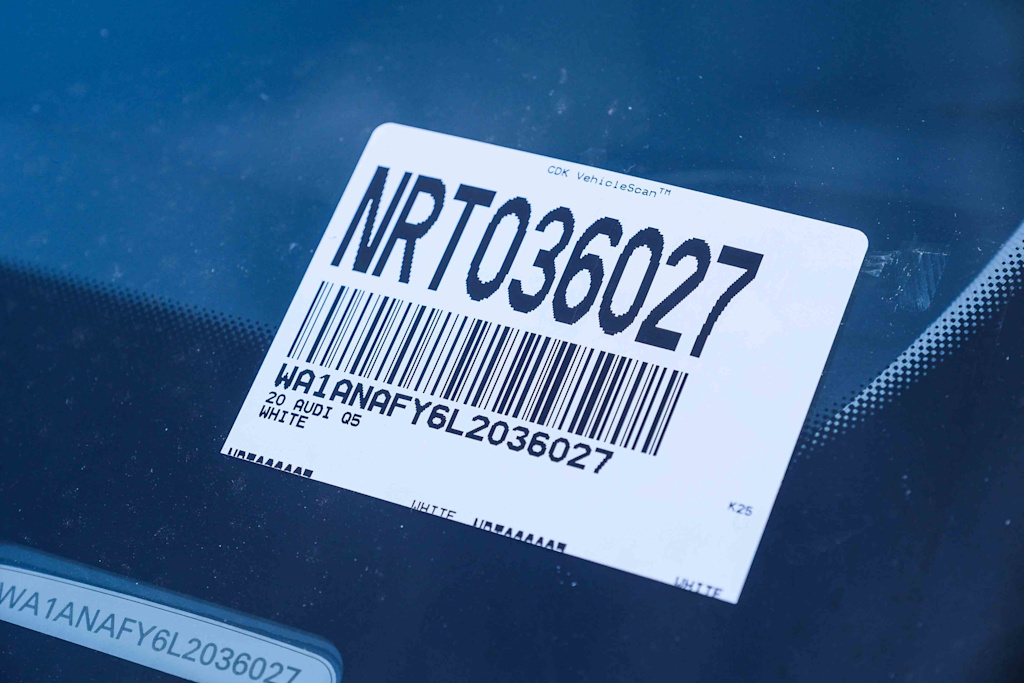 CDK VehicleScan™
NRT036027
WA1ANAFY6L2036027
20 AUDI Q5
WHITE
K25
WHITE
WHITE
WA1ANAFY6L2036027